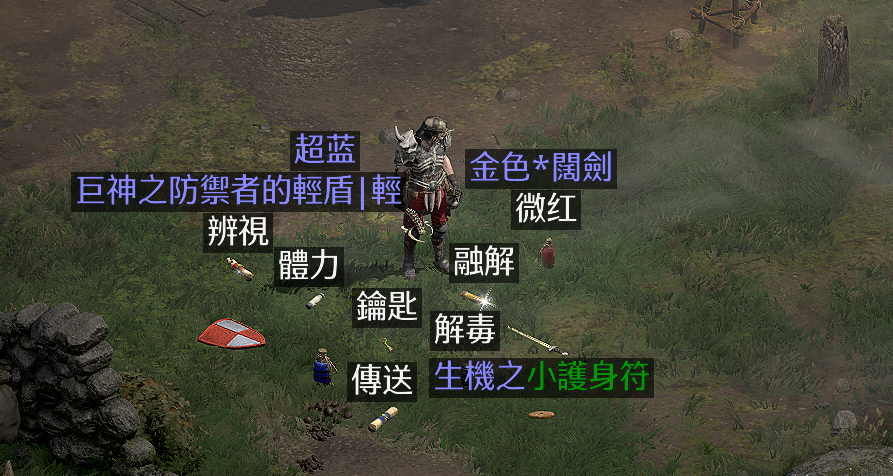 超蓝
巨神之防禦者的輕盾|輕
金色*闊劍
辨視
微红
體力
融解
鑰匙
解毒
傳送
生機之小護身符